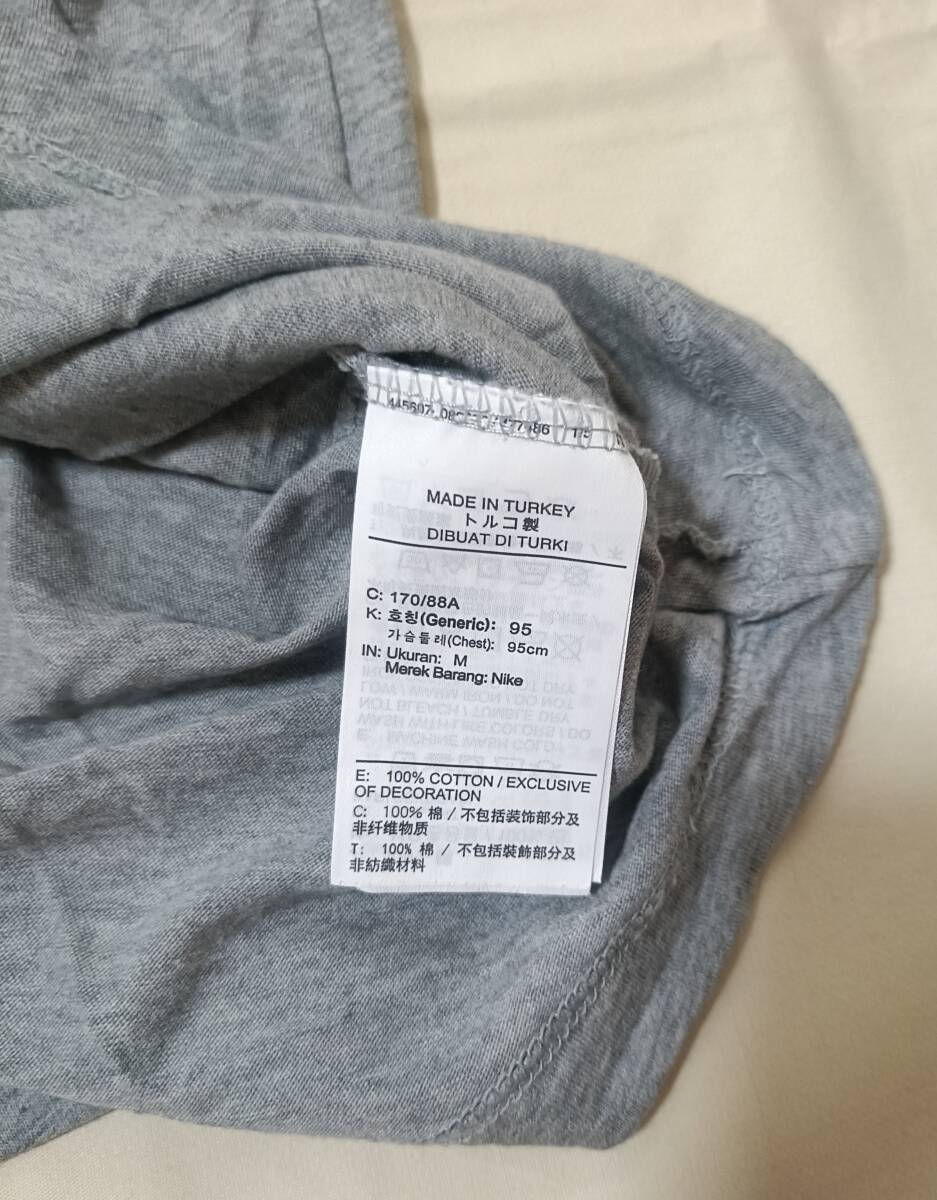 MADE IN TURKEY
トルコ製
DIBUAT DI TURKI
C: 170/88A
K: 호칭(Generic): 95
가슴둘레(Chest): 95cm
IN: Ukuran: M
Merek Barang: Nike
E: 100% COTTON / EXCLUSIVE
OF DECORATION
C: 100% 棉 / 不包括装饰部分及
非纤维物质
T: 100% 棉 / 不包括裝飾部分及
非紡織材料